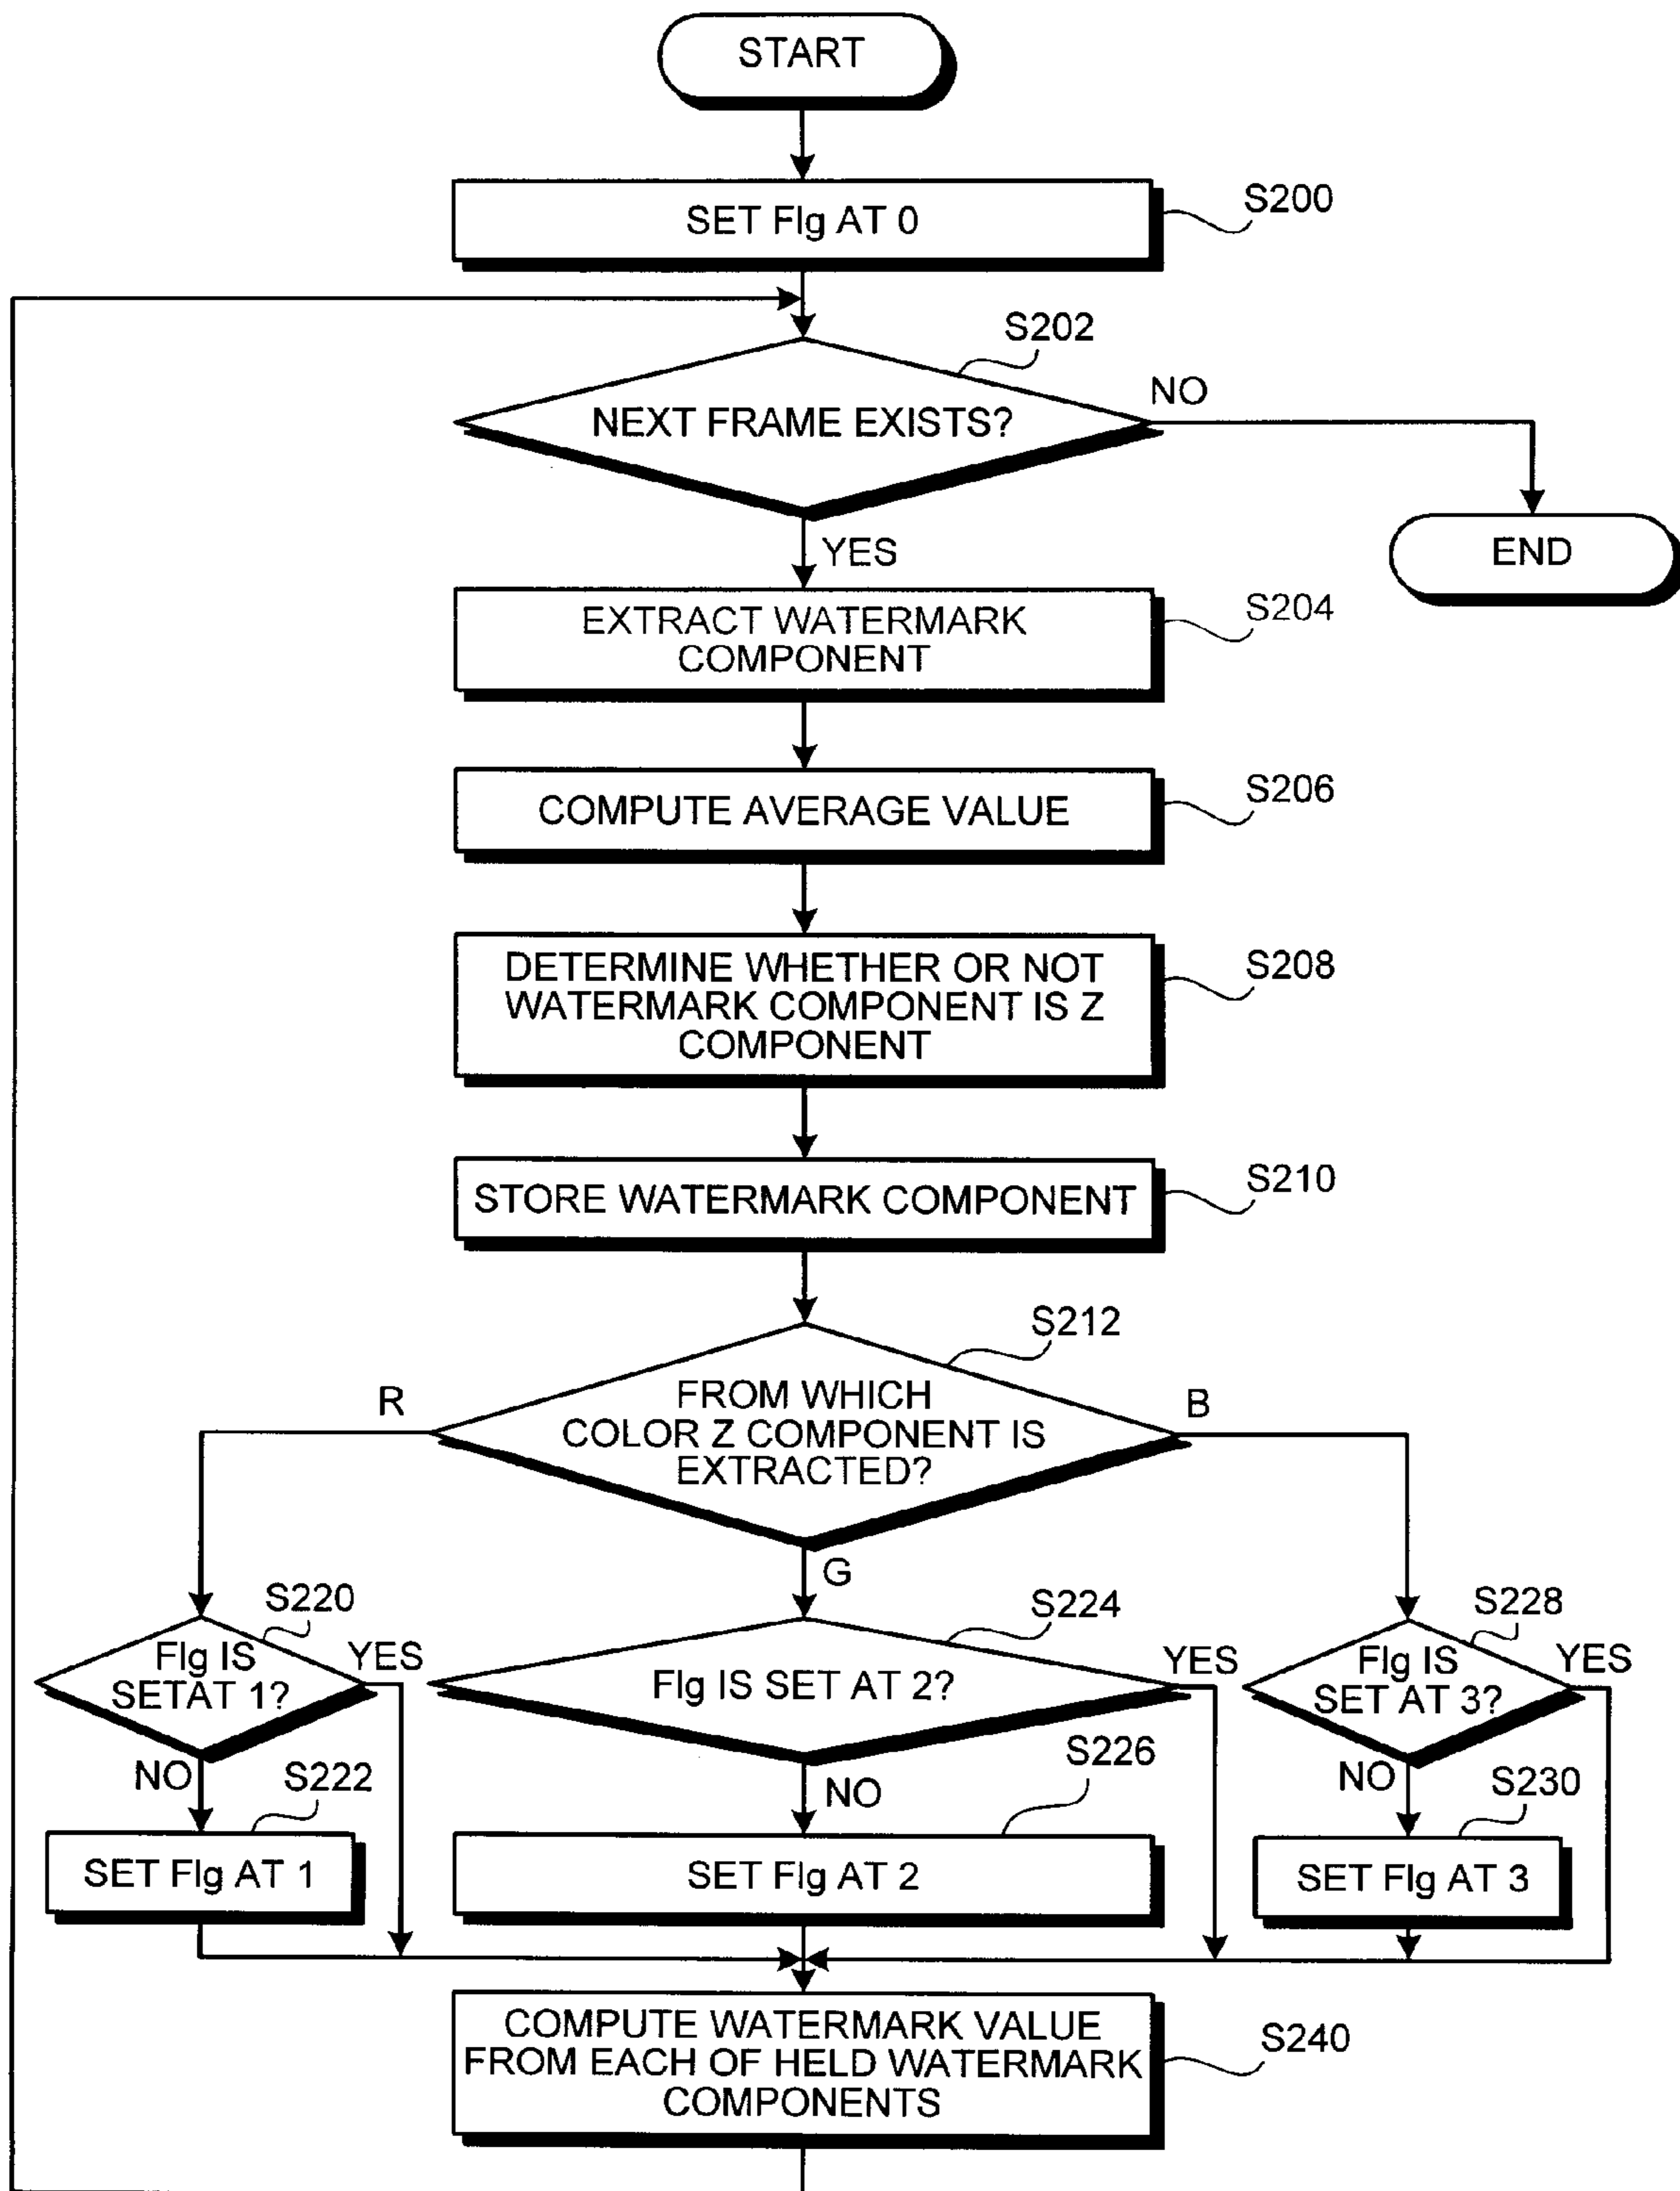 START
SET Flg AT 0
S200
S202
NEXT FRAME EXISTS?
NO
YES
END
EXTRACT WATERMARK
COMPONENT
S204
COMPUTE AVERAGE VALUE
S206
DETERMINE WHETHER OR NOT
WATERMARK COMPONENT IS Z
COMPONENT
S208
STORE WATERMARK COMPONENT
S210
S212
R
FROM WHICH
COLOR Z COMPONENT IS
EXTRACTED?
B
G
S220
Flg IS
SETAT 1?
YES
NO
S222
SET Flg AT 1
S224
Flg IS SET AT 2?
YES
NO
S226
SET Flg AT 2
S228
Flg IS
SET AT 3?
YES
NO
S230
SET Flg AT 3
COMPUTE WATERMARK VALUE
FROM EACH OF HELD WATERMARK
COMPONENTS
S240